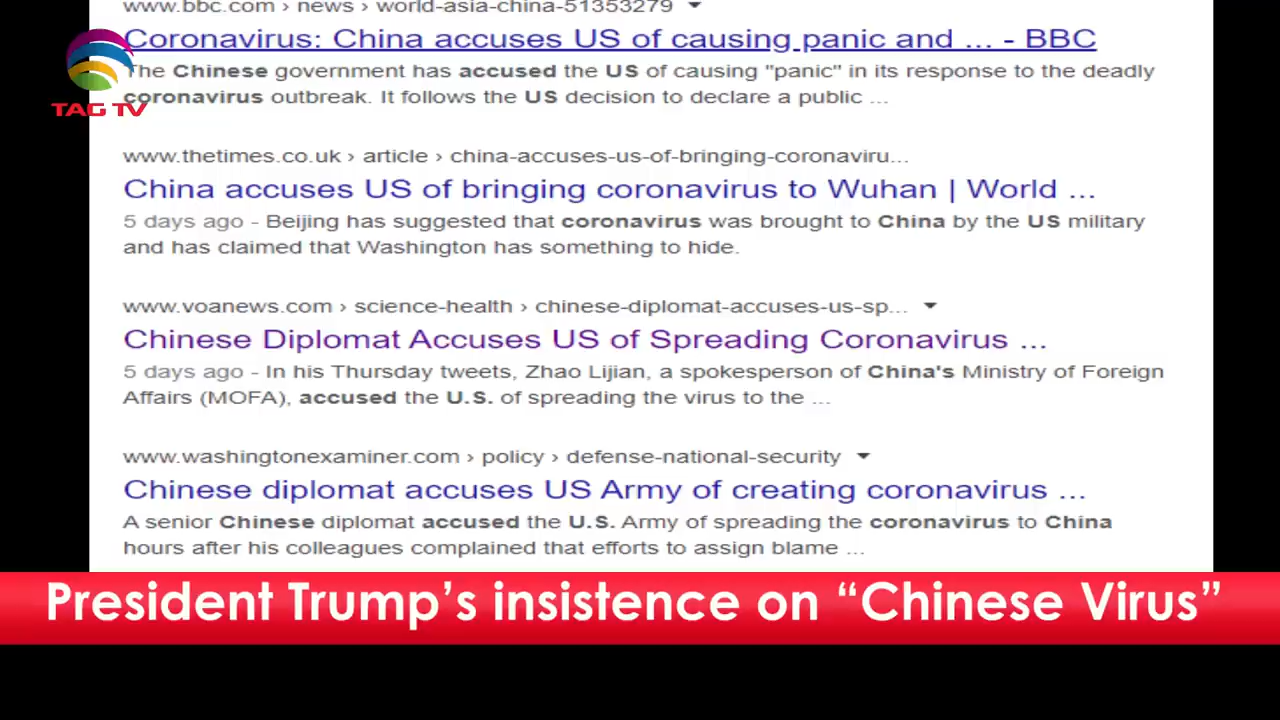 www.bbc.com › news › world-asia-china-51353279
Coronavirus: China accuses US of causing panic and ... - BBC
The Chinese government has accused the US of causing "panic" in its response to the deadly
coronavirus outbreak. It follows the US decision to declare a public ...
TAG TV
www.thetimes.co.uk › article › china-accuses-us-of-bringing-coronaviru...
China accuses US of bringing coronavirus to Wuhan | World ...
5 days ago - Beijing has suggested that coronavirus was brought to China by the US military
and has claimed that Washington has something to hide.
www.voanews.com › science-health › chinese-diplomat-accuses-us-sp...
Chinese Diplomat Accuses US of Spreading Coronavirus ...
5 days ago - In his Thursday tweets, Zhao Lijian, a spokesperson of China's Ministry of Foreign
Affairs (MOFA), accused the U.S. of spreading the virus to the ...
www.washingtonexaminer.com › policy › defense-national-security
Chinese diplomat accuses US Army of creating coronavirus ...
A senior Chinese diplomat accused the U.S. Army of spreading the coronavirus to China
hours after his colleagues complained that efforts to assign blame ...
President Trump’s insistence on “Chinese Virus”